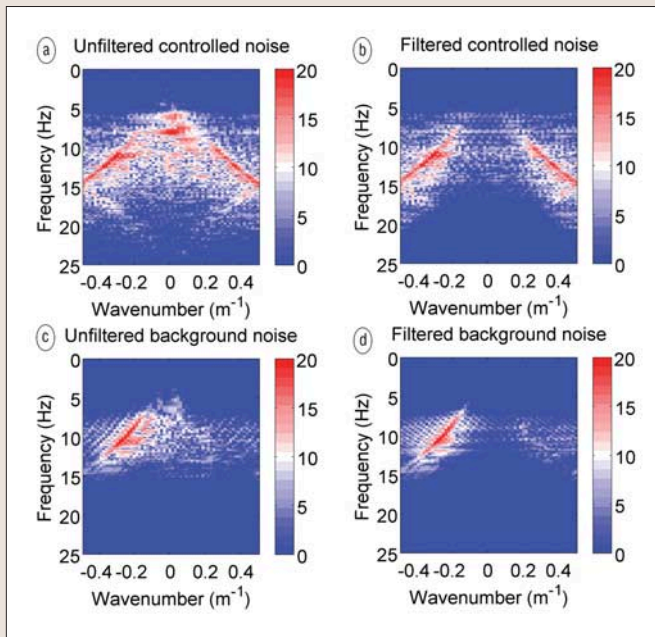 a Unfiltered controlled noise
0
5
10
15
20
25
Frequency (Hz)
-0.4 -0.2 0 0.2 0.4
Wavenumber (m⁻¹)
20
15
10
5
0
b Filtered controlled noise
0
5
10
15
20
25
Frequency (Hz)
-0.4 -0.2 0 0.2 0.4
Wavenumber (m⁻¹)
20
15
10
5
0
c Unfiltered background noise
0
5
10
15
20
25
Frequency (Hz)
-0.4 -0.2 0 0.2 0.4
Wavenumber (m⁻¹)
20
15
10
5
0
d Filtered background noise
0
5
10
15
20
25
Frequency (Hz)
-0.4 -0.2 0 0.2 0.4
Wavenumber (m⁻¹)
20
15
10
5
0